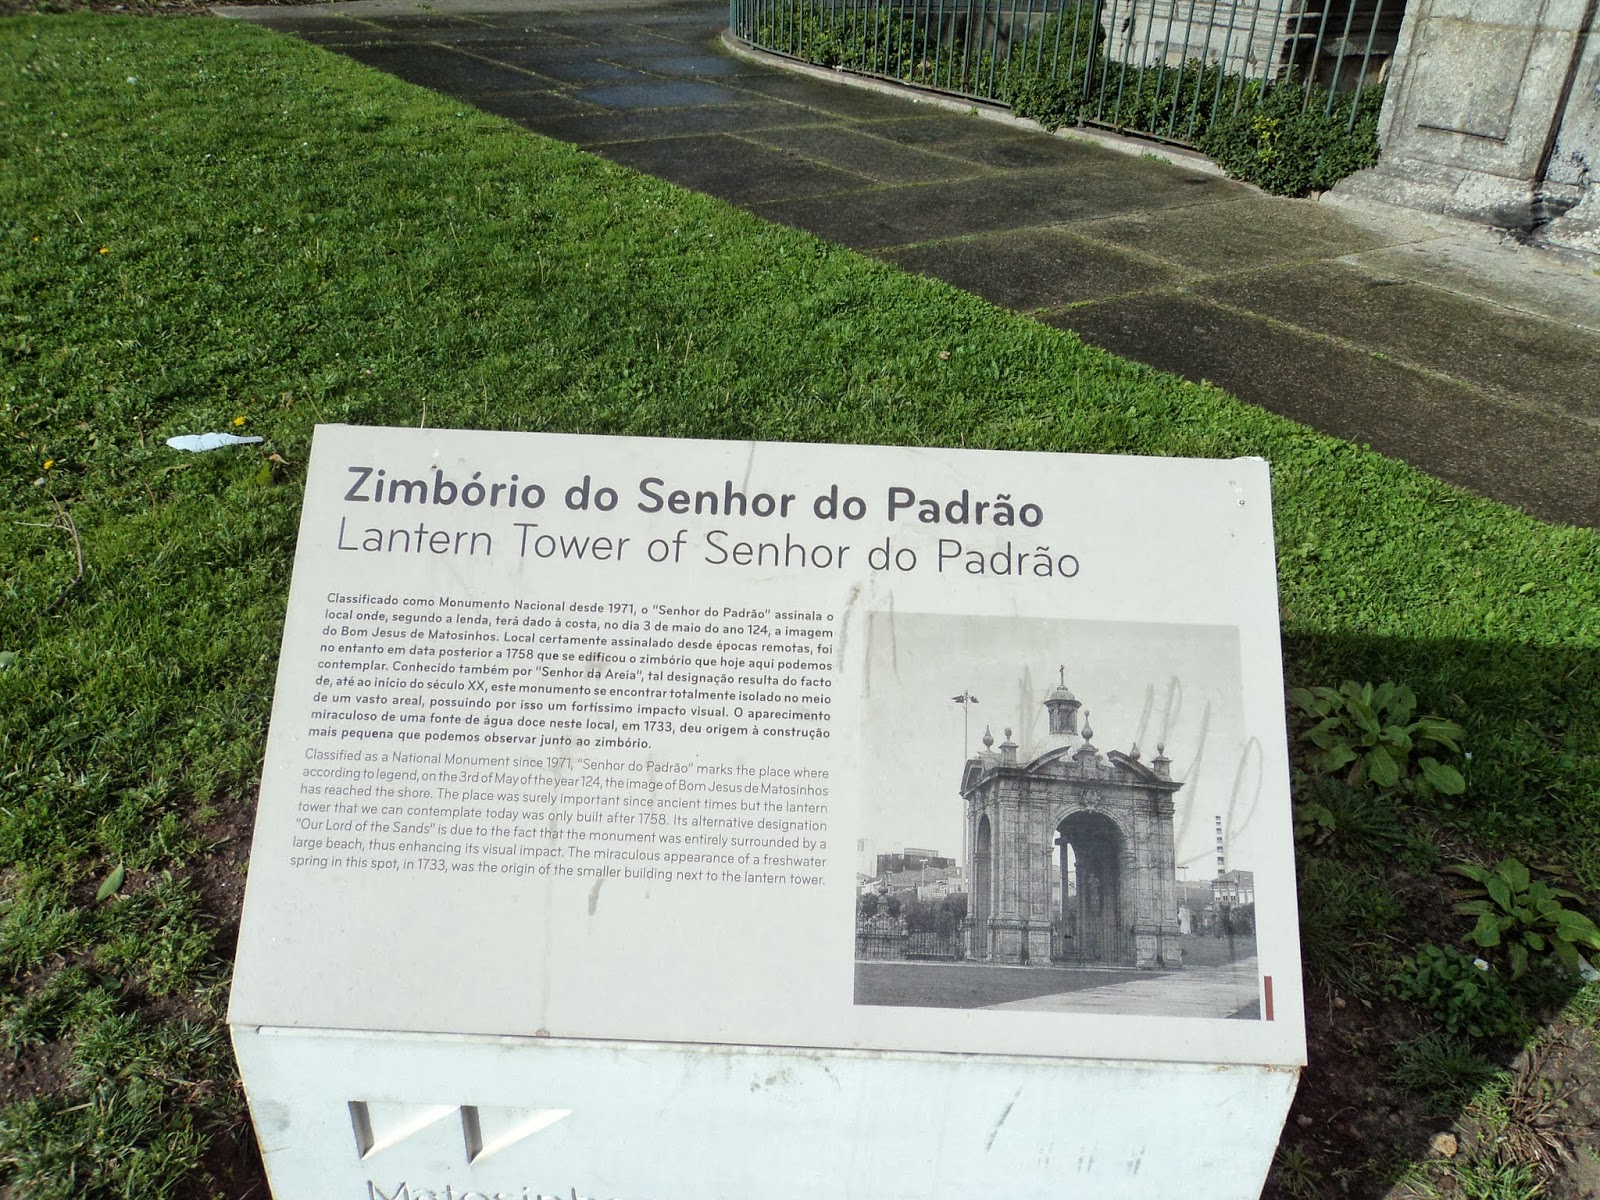 Zimbório do Senhor do Padrão
Lantern Tower of Senhor do Padrão
Classificado como Monumento Nacional desde 1971, o "Senhor do Padrão" assinala o
local onde, segundo a lenda, terá dado à costa, no dia 3 de maio do ano 124, a imagem
do Bom Jesus de Matosinhos. Local certamente assinalado desde épocas remotas, foi
no entanto em data posterior a 1758 que se edificou o zimbório que hoje aqui podemos
contemplar. Conhecido também por "Senhor da Areia", tal designação resulta do facto
de, até ao início do século XX, este monumento se encontrar totalmente isolado no meio
de um vasto areal, possuindo por isso um fortíssimo impacto visual. O aparecimento
miraculoso de uma fonte de água doce neste local, em 1733, deu origem à construção
mais pequena que podemos observar junto ao zimbório.
Classified as a National Monument since 1971, "Senhor do Padrão" marks the place where
according to legend, on the 3rd of May of the year 124, the image of Bom Jesus de Matosinhos
has reached the shore. The place was surely important since ancient times but the lantern
tower that we can contemplate today was only built after 1758. Its alternative designation
"Our Lord of the Sands" is due to the fact that the monument was entirely surrounded by a
large beach, thus enhancing its visual impact. The miraculous appearance of a freshwater
spring in this spot, in 1733, was the origin of the smaller building next to the lantern tower.